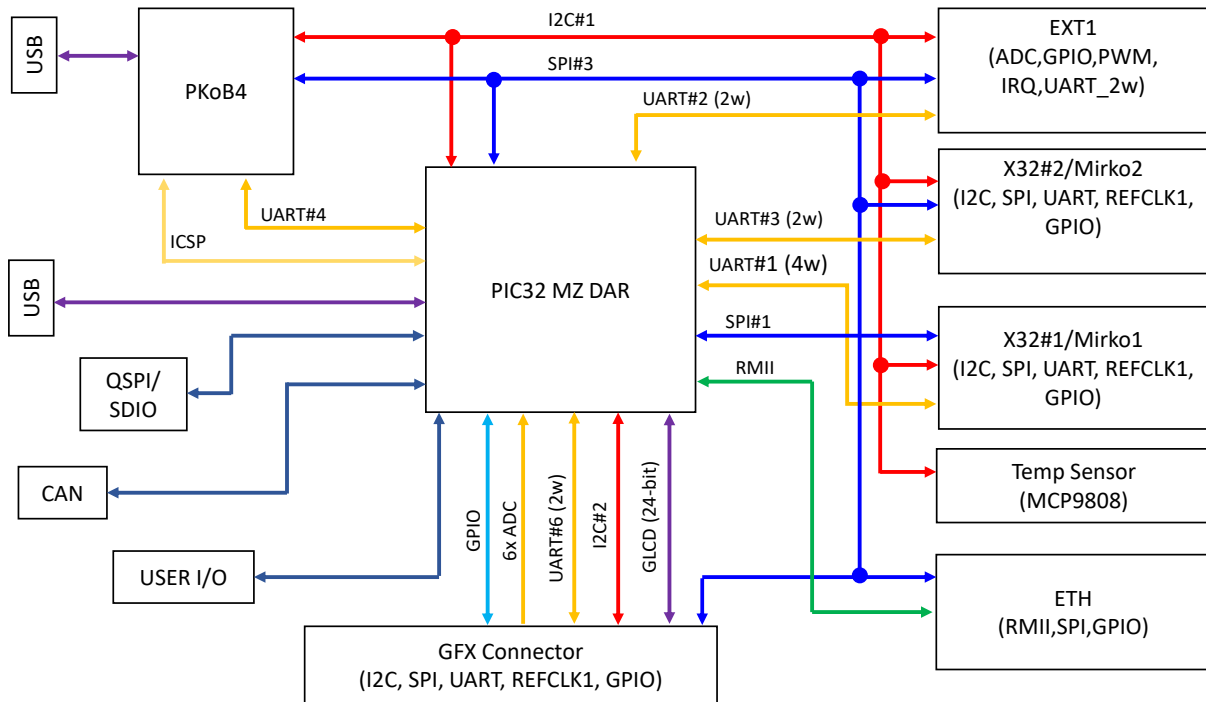 USB
PKoB4
I2C#1
SPI#3
EXT1
(ADC,GPIO,PWM,
IRQ,UART_2w)
UART#2 (2w)
X32#2/Mirko2
(I2C, SPI, UART, REFCLK1,
GPIO)
UART#4
ICSP
UART#3 (2w)
UART#1 (4w)
USB
PIC32 MZ DAR
SPI#1
X32#1/Mirko1
(I2C, SPI, UART, REFCLK1,
GPIO)
RMII
QSPI/
SDIO
CAN
Temp Sensor
(MCP9808)
GPIO
6x ADC
UART#6 (2w)
I2C#2
GLCD (24-bit)
USER I/O
ETH
(RMII,SPI,GPIO)
GFX Connector
(I2C, SPI, UART, REFCLK1, GPIO)